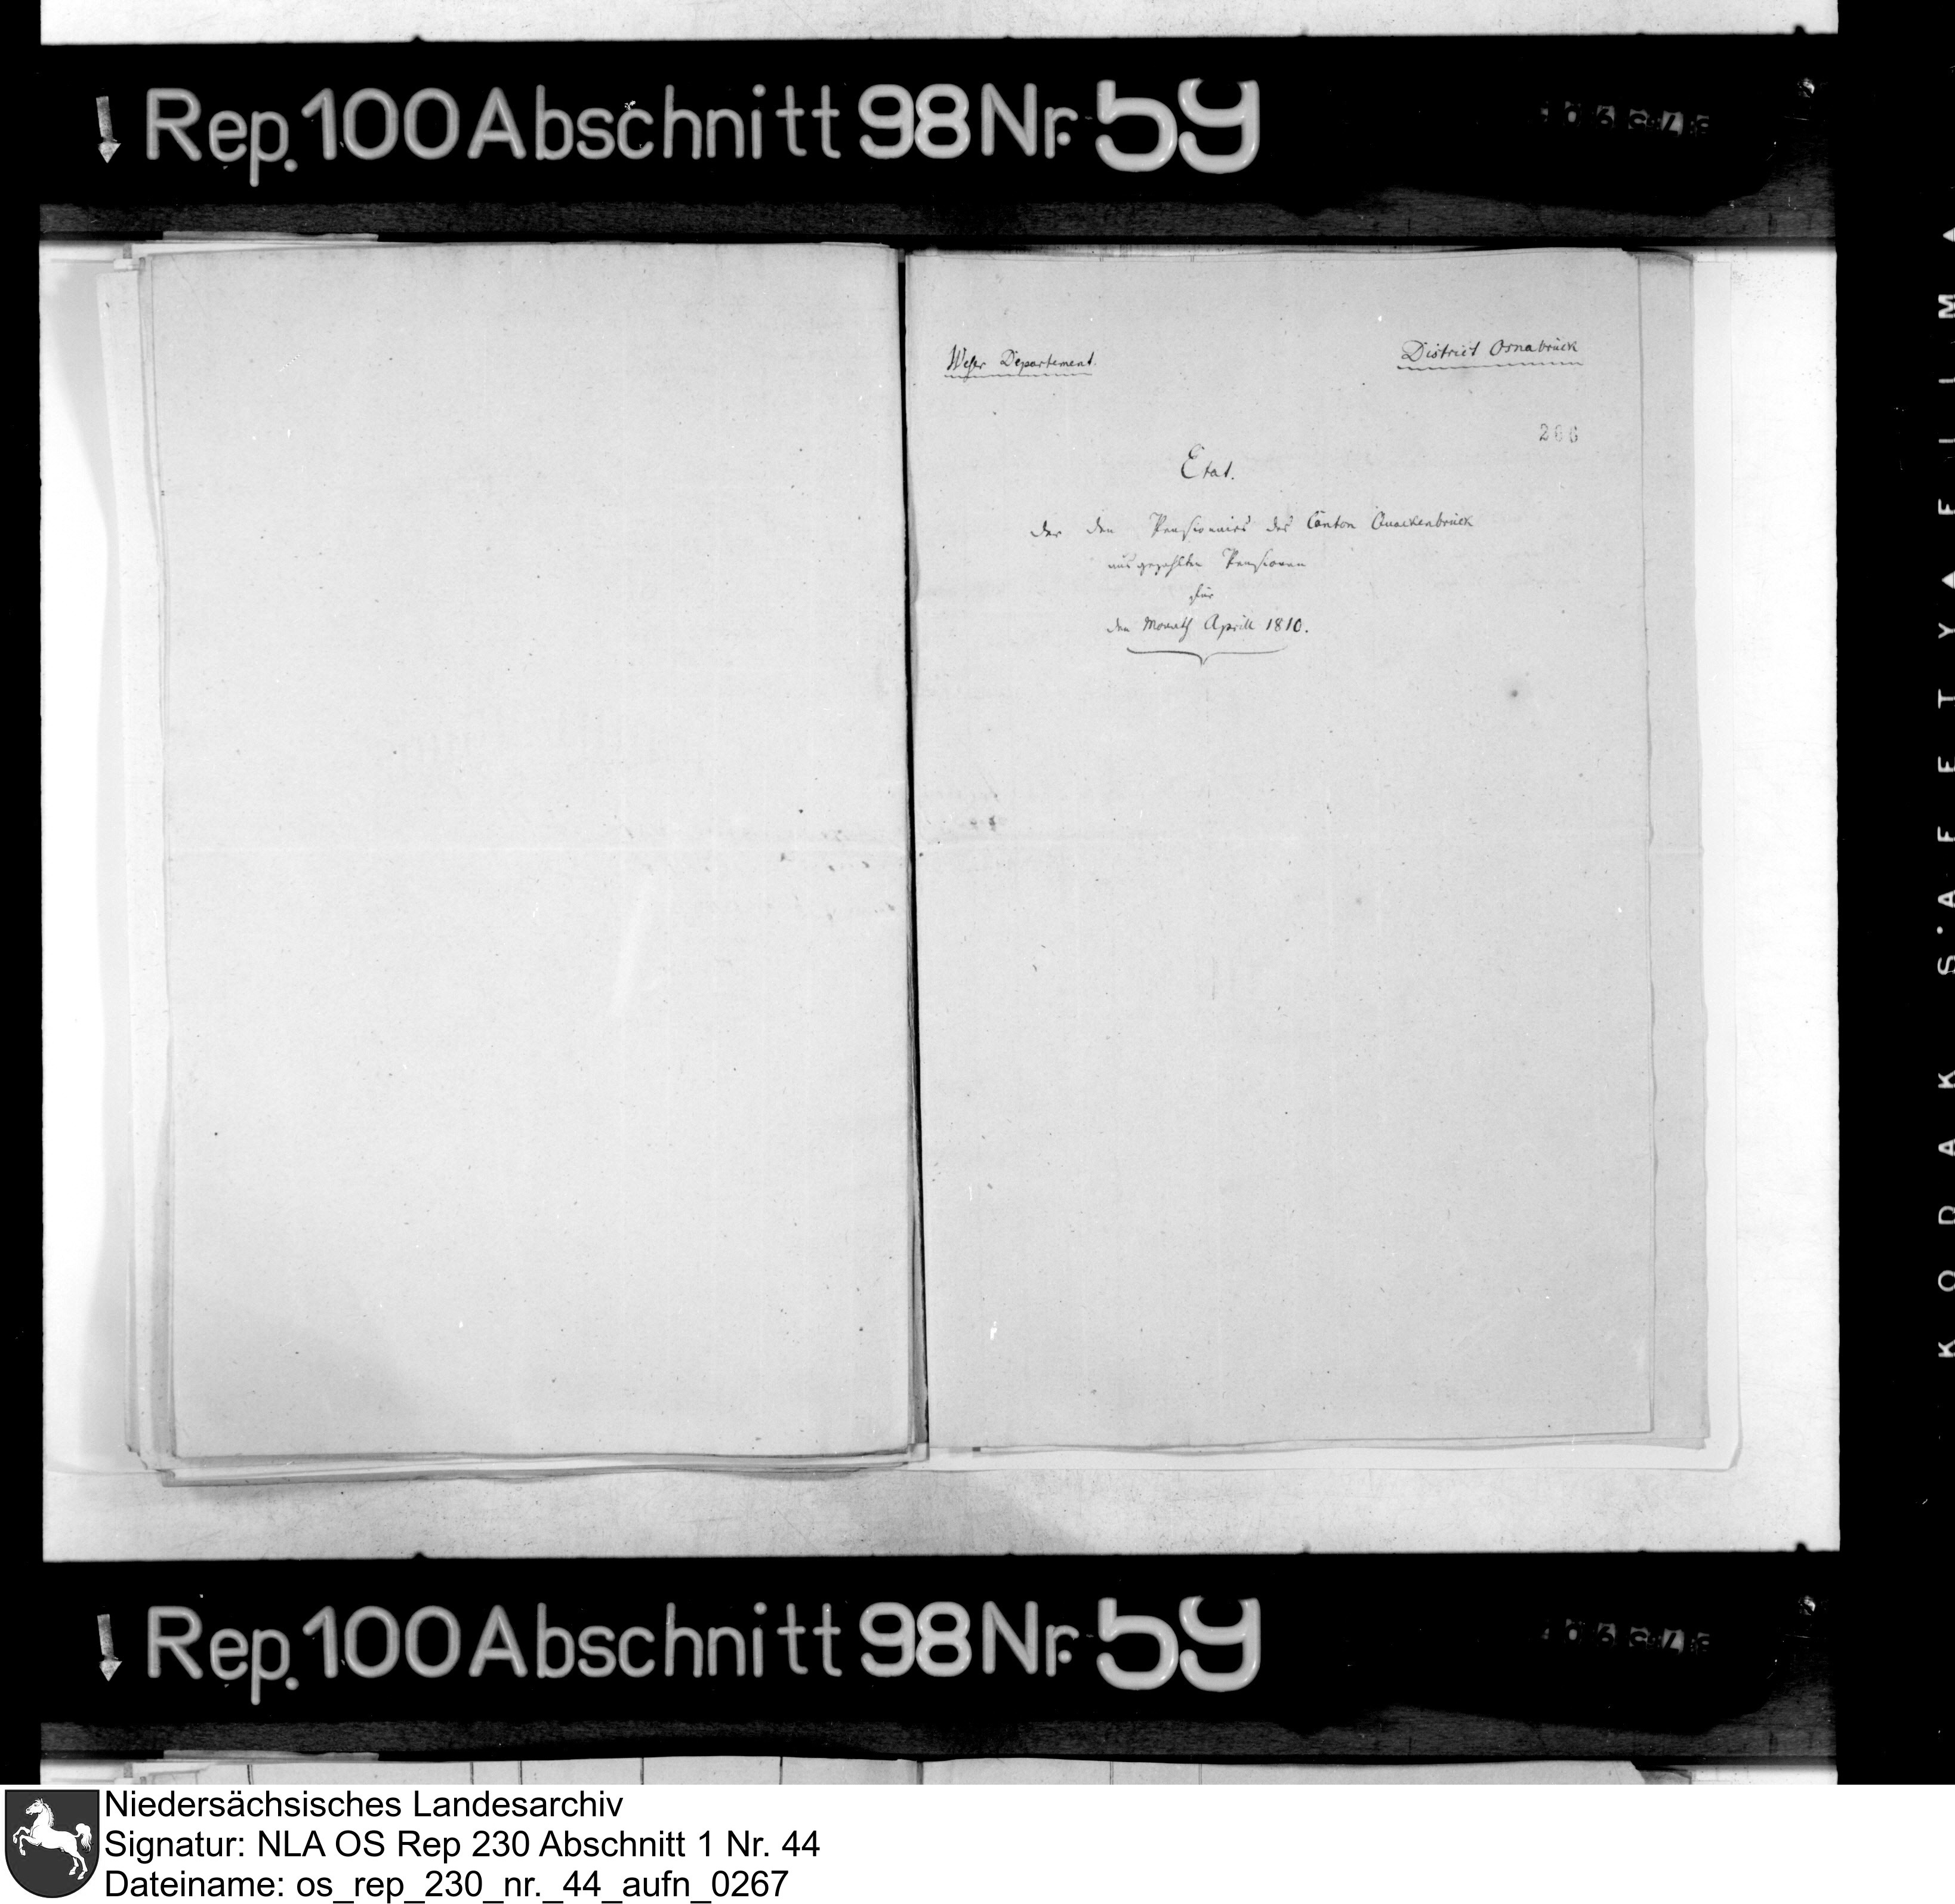 Rep. 100 Abschnitt 98 Nr. 59
Weser Departement.
District Osnabrück
266
Etat.
der den Pensionairs des Canton Quackenbrück
ausgezahlten Pensionen
für
den Monath Aprill 1810.
KODAK SAFETY FILM
Rep. 100 Abschnitt 98 Nr. 59
Niedersächsisches Landesarchiv
Signatur: NLA OS Rep 230 Abschnitt 1 Nr. 44
Dateiname: os_rep_230_nr._44_aufn_0267